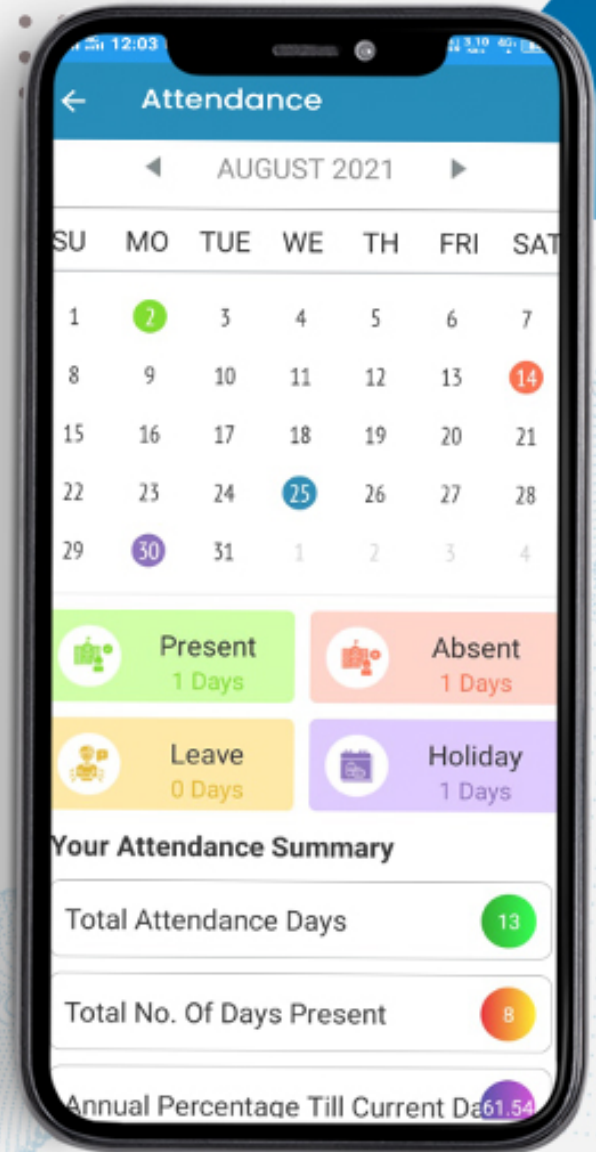 12:03
Attendance
AUGUST 2021
SU MO TUE WE TH FRI SAT
1 2 3 4 5 6 7
8 9 10 11 12 13 14
15 16 17 18 19 20 21
22 23 24 25 26 27 28
29 30 31 1 2 3 4
Present Absent
1 Days 1 Days
Leave Holiday
0 Days 1 Days
Your Attendance Summary
Total Attendance Days 13
Total No. Of Days Present 8
Annual Percentage Till Current Da 61.54